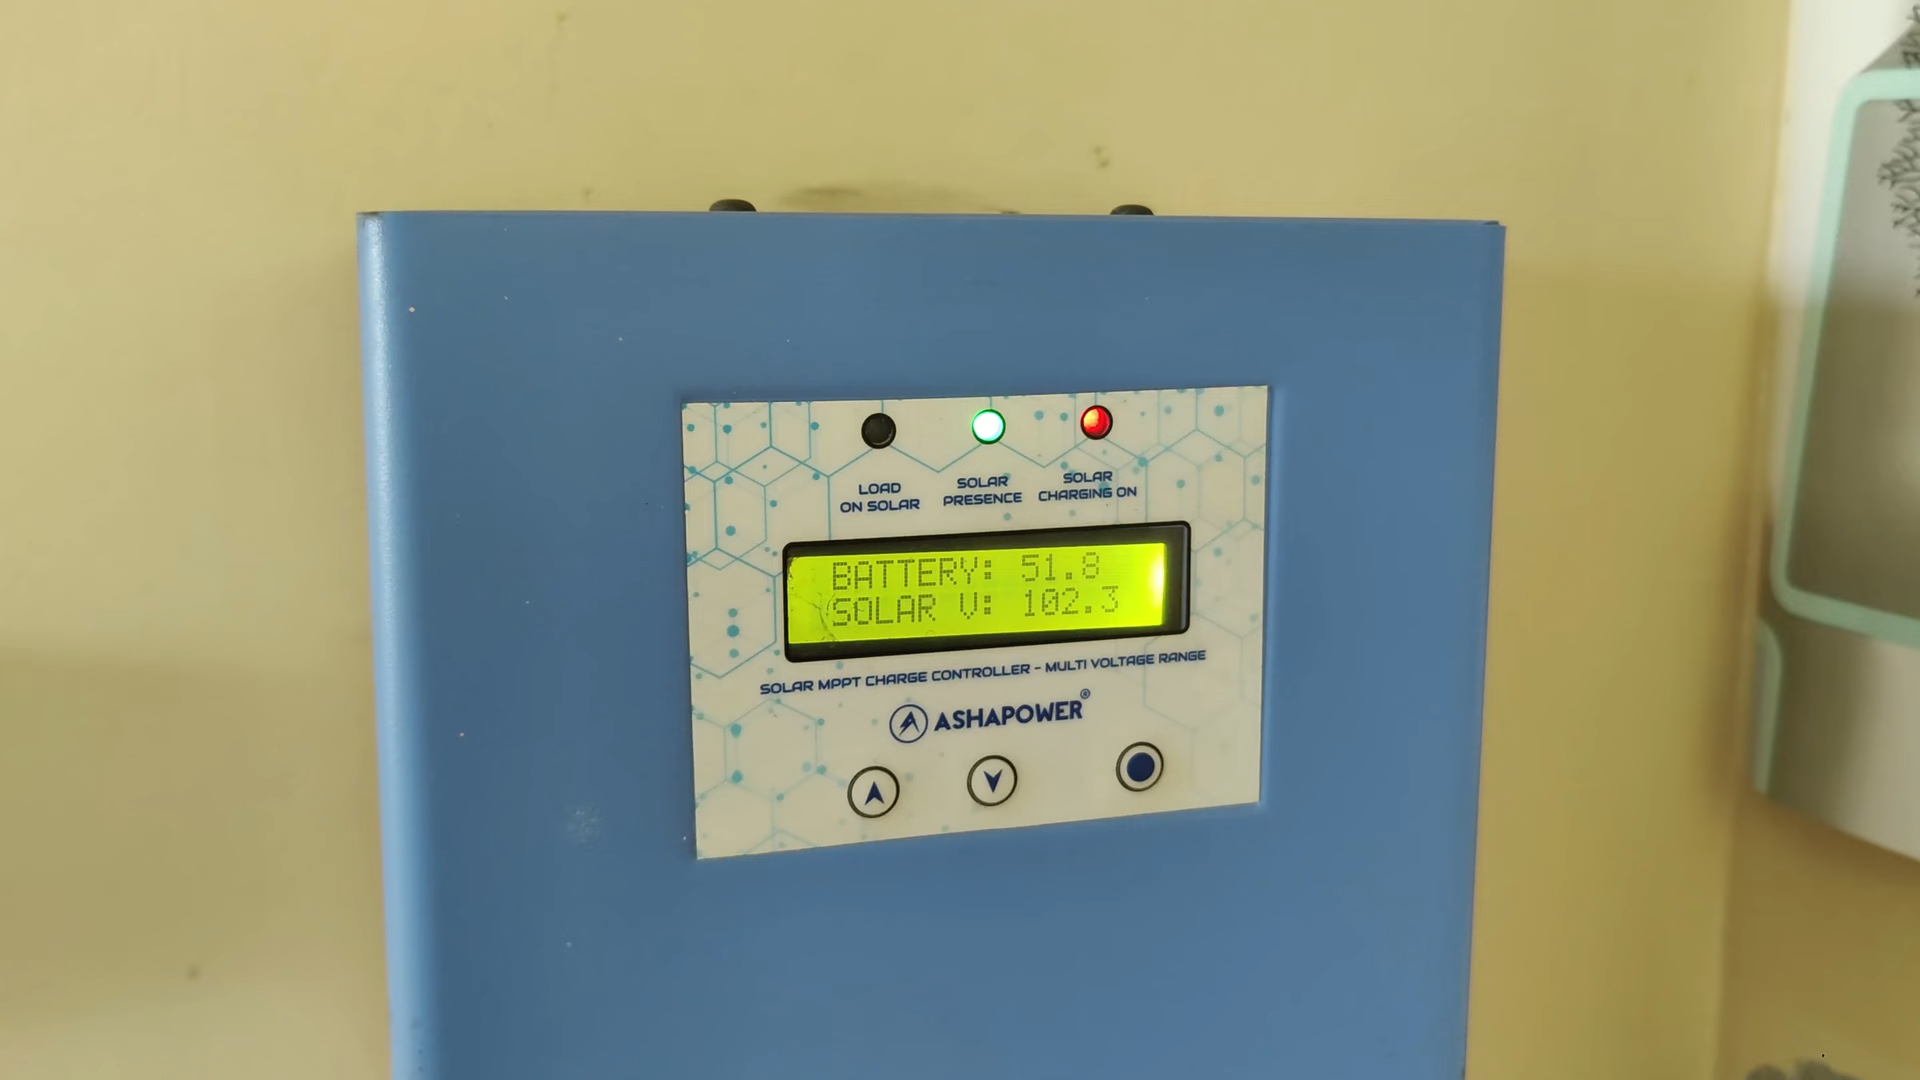 LOAD
ON SOLAR
SOLAR
PRESENCE
SOLAR
CHARGING ON
BATTERY: 51.8
SOLAR V: 102.3
SOLAR MPPT CHARGE CONTROLLER - MULTI VOLTAGE RANGE
ASHAPOWER®